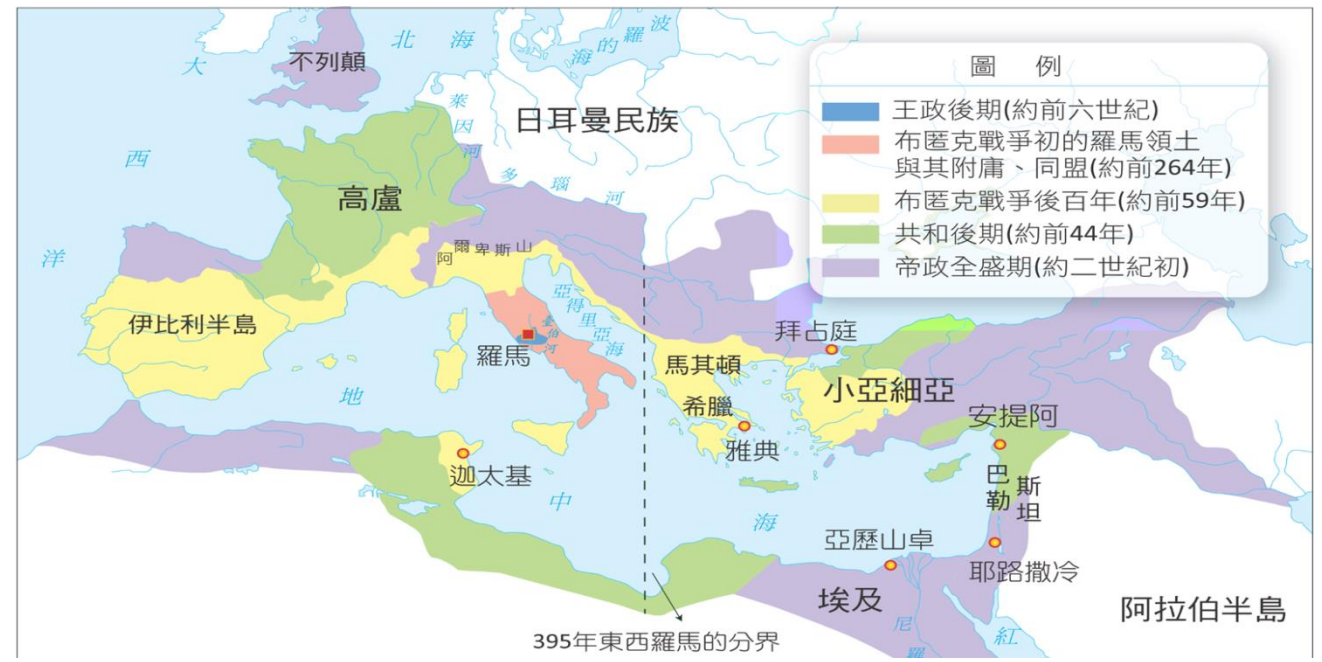 圖 例
王政後期(約前六世紀)
布匿克戰爭初的羅馬領土
與其附庸、同盟(約前264年)
布匿克戰爭後百年(約前59年)
共和後期(約前44年)
帝政全盛期(約二世紀初)
不列顛
北海
波羅的海
大西洋
日耳曼民族
萊因河
多瑙河
高盧
阿爾卑斯山
伊比利半島
亞得里亞海
臺伯河
羅馬
拜占庭
馬其頓
小亞細亞
希臘
安提阿
雅典
迦太基
巴勒斯坦
地中海
亞歷山卓
耶路撒冷
埃及
阿拉伯半島
尼羅
紅
395年東西羅馬的分界